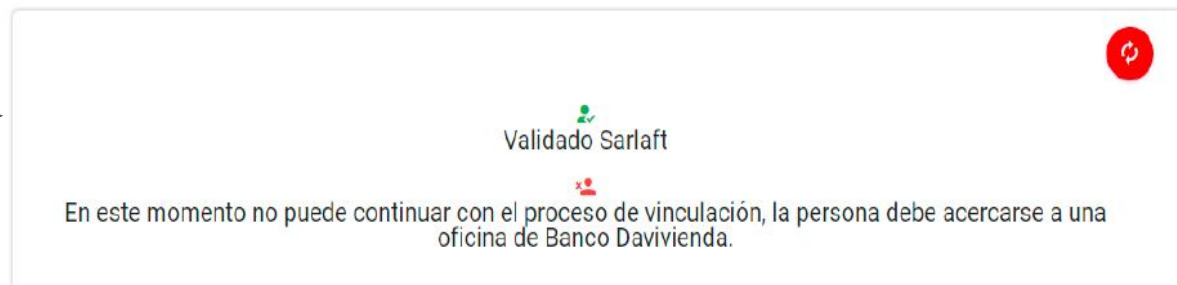 Validado Sarlaft
En este momento no puede continuar con el proceso de vinculación, la persona debe acercarse a una
oficina de Banco Davivienda.